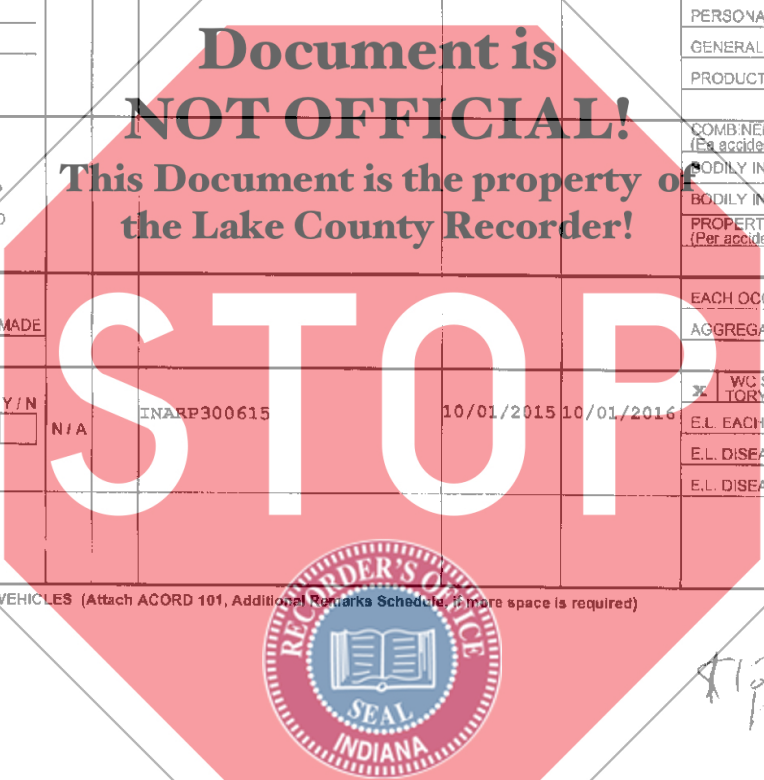 PERSONA
GENERAL
PRODUCT
Document is
NOT OFFICIAL!
COMBINE
(Ea accide
This Document is the property of
BODILY IN
BODILY IN
the Lake County Recorder!
PROPERT
(Per accide
EACH OC
MADE
AGGREGA
STOP
X WC S
TORY
Y / N
N / A
INARP300615
10/01/2015 10/01/2016
E.L. EACH
E.L. DISEA
E.L. DISEA
VEHICLES (Attach ACORD 101, Additional Remarks Schedule, if more space is required)
RECORDER'S OFFICE
SEAL
INDIANA